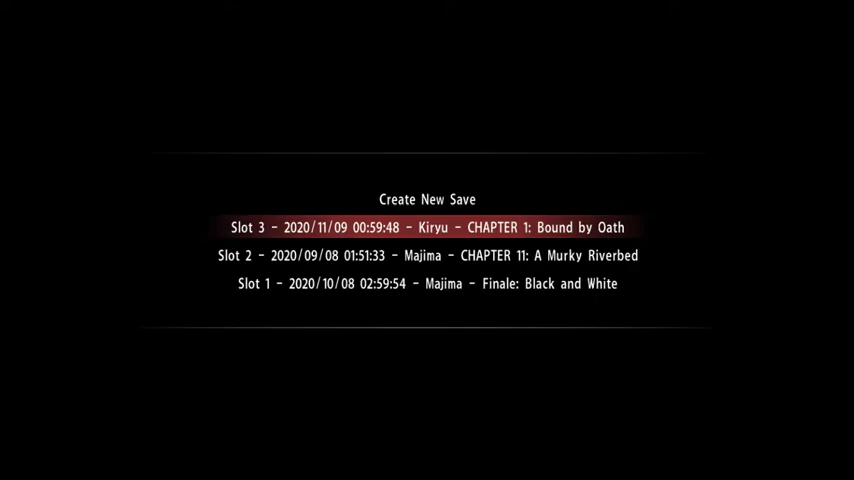 Create New Save
Slot 3 - 2020/11/09 00:59:48 - Kiryu - CHAPTER 1: Bound by Oath
Slot 2 - 2020/09/08 01:51:33 - Majima - CHAPTER 11: A Murky Riverbed
Slot 1 - 2020/10/08 02:59:54 - Majima - Finale: Black and White